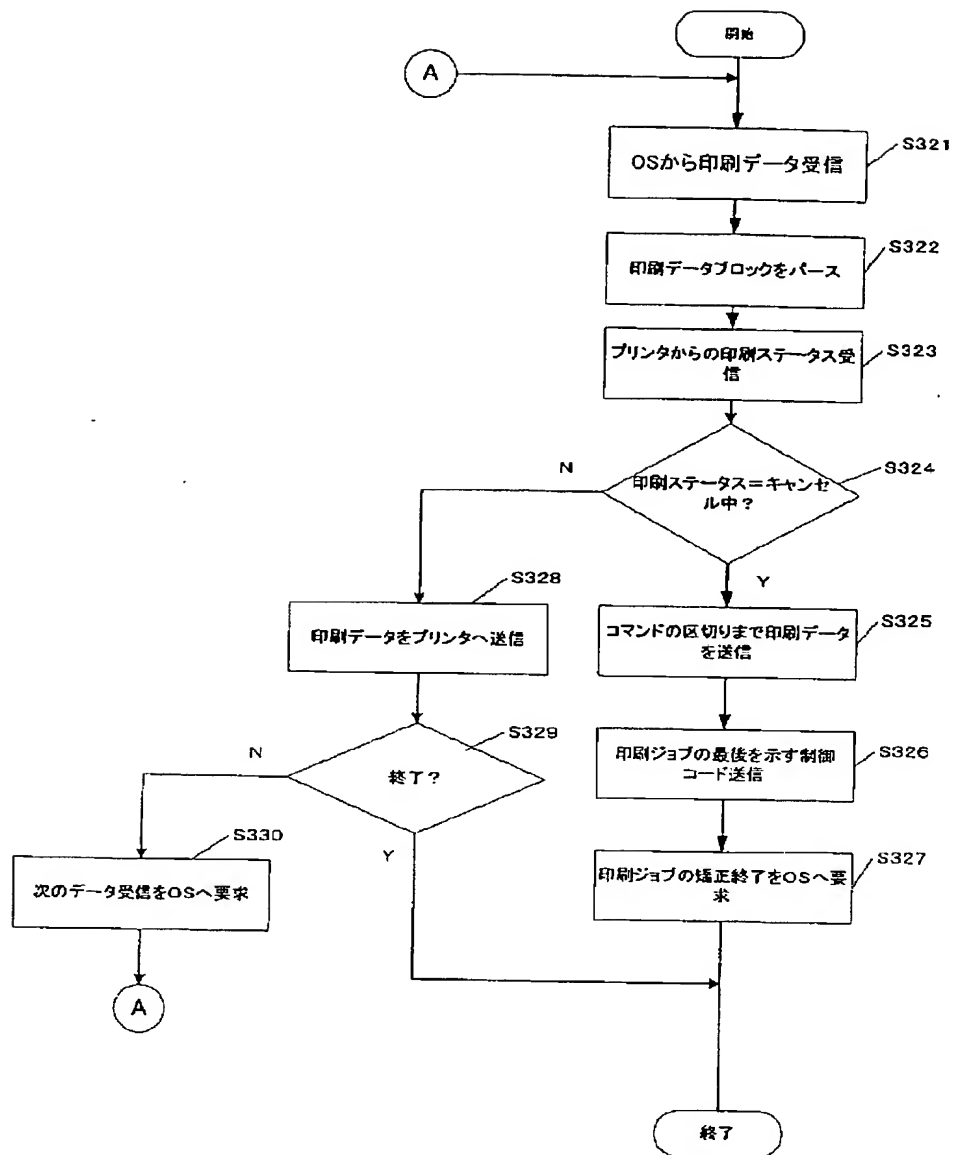 開始
A
S321
OSから印刷データ受信
S322
印刷データブロックをパース
S323
プリンタからの印刷ステータス受
信
S324
印刷ステータス=キャンセ
ル中?
N
Y
S328
印刷データをプリンタへ送信
S325
コマンドの区切りまで印刷データ
を送信
S329
終了?
N
Y
S326
印刷ジョブの最後を示す制御
コード送信
S330
次のデータ受信をOSへ要求
S327
印刷ジョブの矯正終了をOSへ要
求
A
終了